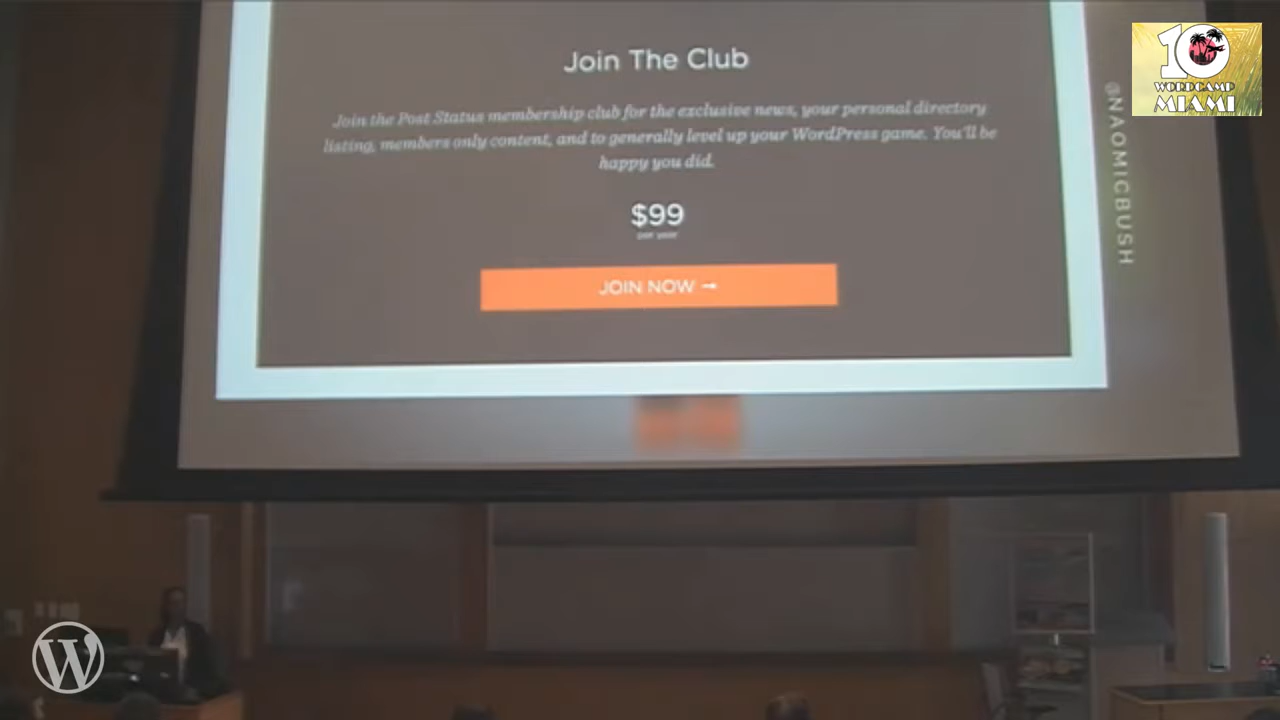 Join The Club
Join the Post Status membership club for the exclusive news, your personal directory
listing, members only content, and to generally level up your WordPress game. You'll be
happy you did.
$99
per year
JOIN NOW →
@NAOMICBUSH
10
WORDCAMP
MIAMI
W